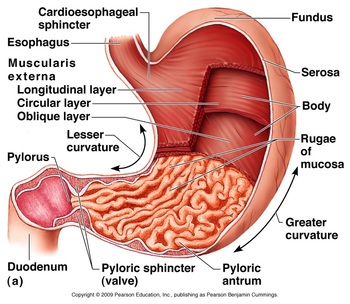 Cardioesophageal
sphincter
Fundus
Esophagus
Muscularis
externa
Serosa
Longitudinal layer
Circular layer
Body
Oblique layer
Lesser
curvature
Rugae
of
mucosa
Pylorus
Greater
curvature
Duodenum
Pyloric sphincter
(valve)
Pyloric
antrum
(a)
Copyright © 2009 Pearson Education, Inc., publishing as Pearson Benjamin Cummings.